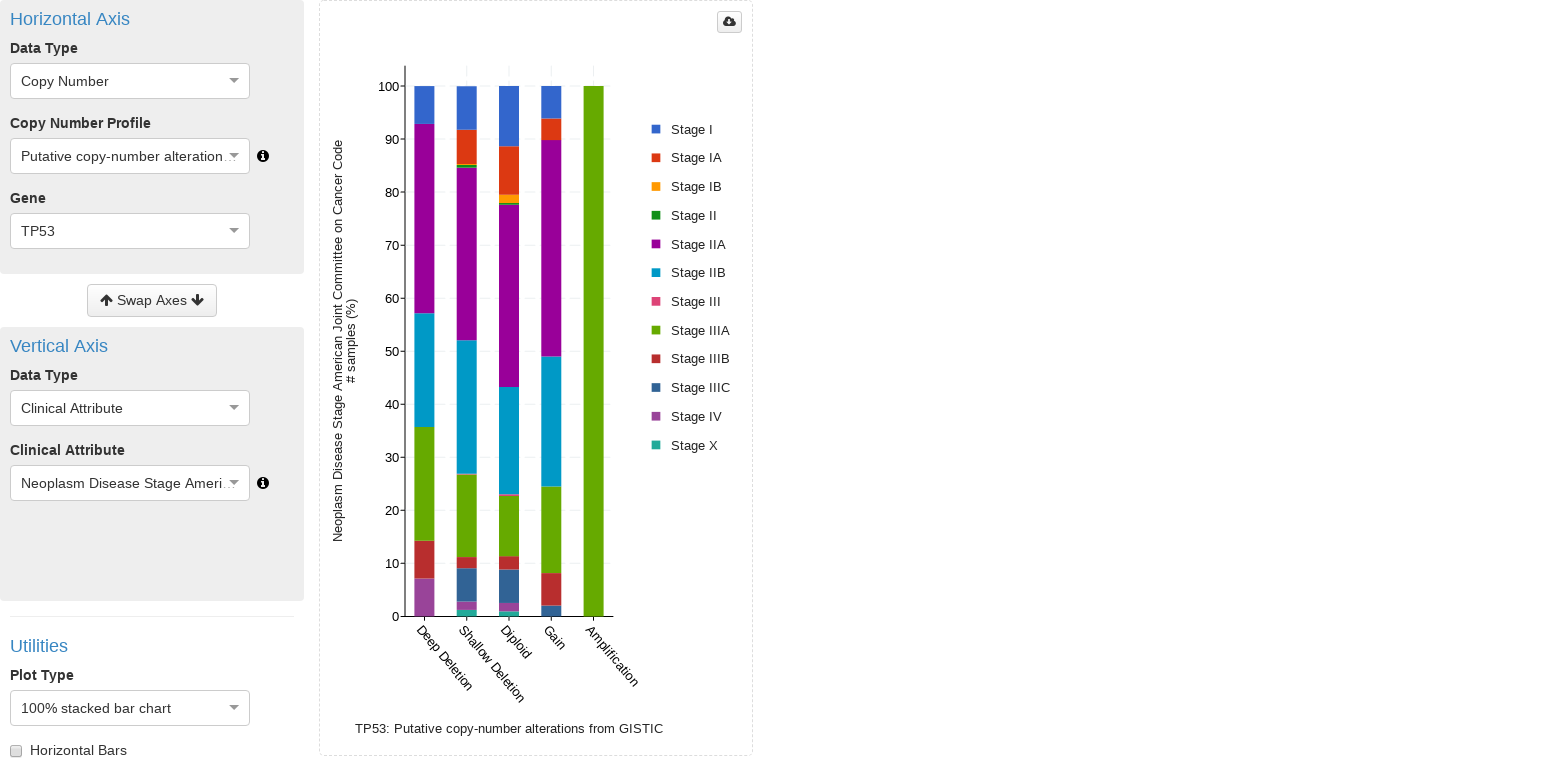 Horizontal Axis
Data Type
Copy Number
Copy Number Profile
Putative copy-number alteration…
Gene
TP53
Swap Axes
Vertical Axis
Data Type
Clinical Attribute
Clinical Attribute
Neoplasm Disease Stage Ameri…
Utilities
Plot Type
100% stacked bar chart
Horizontal Bars
Neoplasm Disease Stage American Joint Committee on Cancer Code
# samples (%)
100
90
80
70
60
50
40
30
20
10
0
Deep Deletion
Shallow Deletion
Diploid
Gain
Amplification
TP53: Putative copy-number alterations from GISTIC
Stage I
Stage IA
Stage IB
Stage II
Stage IIA
Stage IIB
Stage III
Stage IIIA
Stage IIIB
Stage IIIC
Stage IV
Stage X